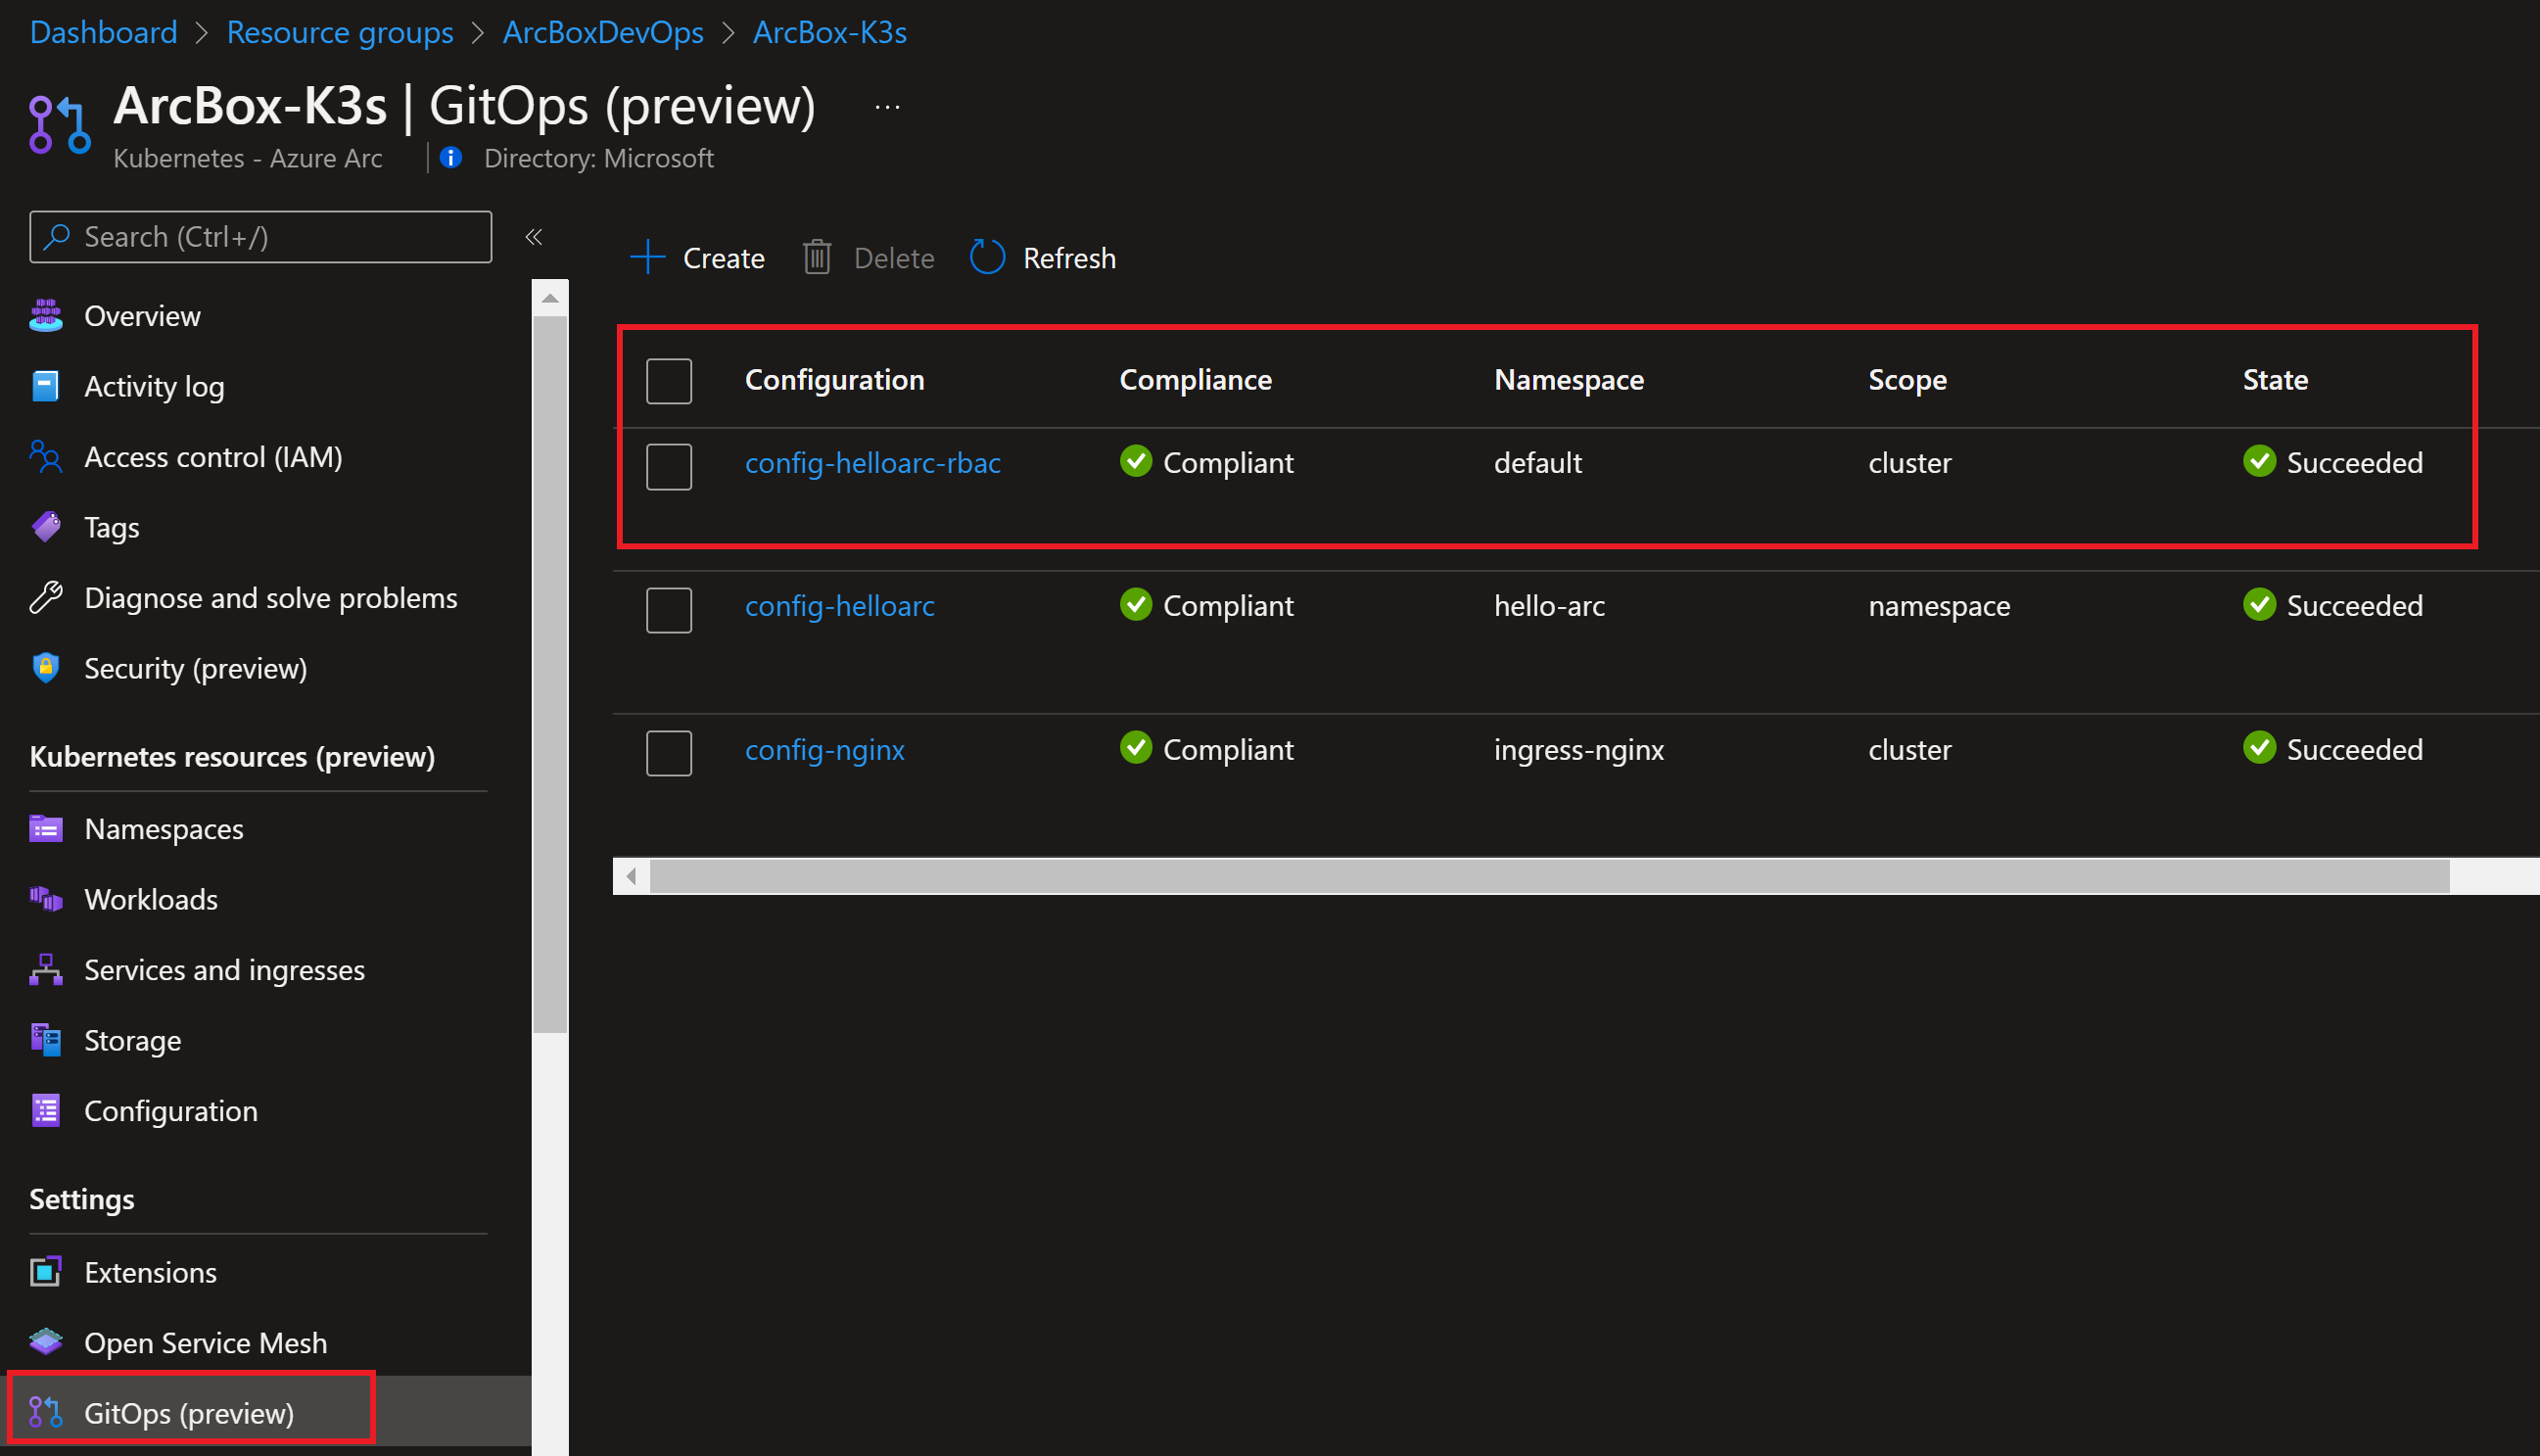 Dashboard > Resource groups > ArcBoxDevOps > ArcBox-K3s
ArcBox-K3s | GitOps (preview) ...
Kubernetes - Azure Arc | Directory: Microsoft
Search (Ctrl+/) «
Overview
Activity log
Access control (IAM)
Tags
Diagnose and solve problems
Security (preview)
Kubernetes resources (preview)
Namespaces
Workloads
Services and ingresses
Storage
Configuration
Settings
Extensions
Open Service Mesh
GitOps (preview)
Create Delete Refresh
Configuration Compliance Namespace Scope State
config-helloarc-rbac Compliant default cluster Succeeded
config-helloarc Compliant hello-arc namespace Succeeded
config-nginx Compliant ingress-nginx cluster Succeeded